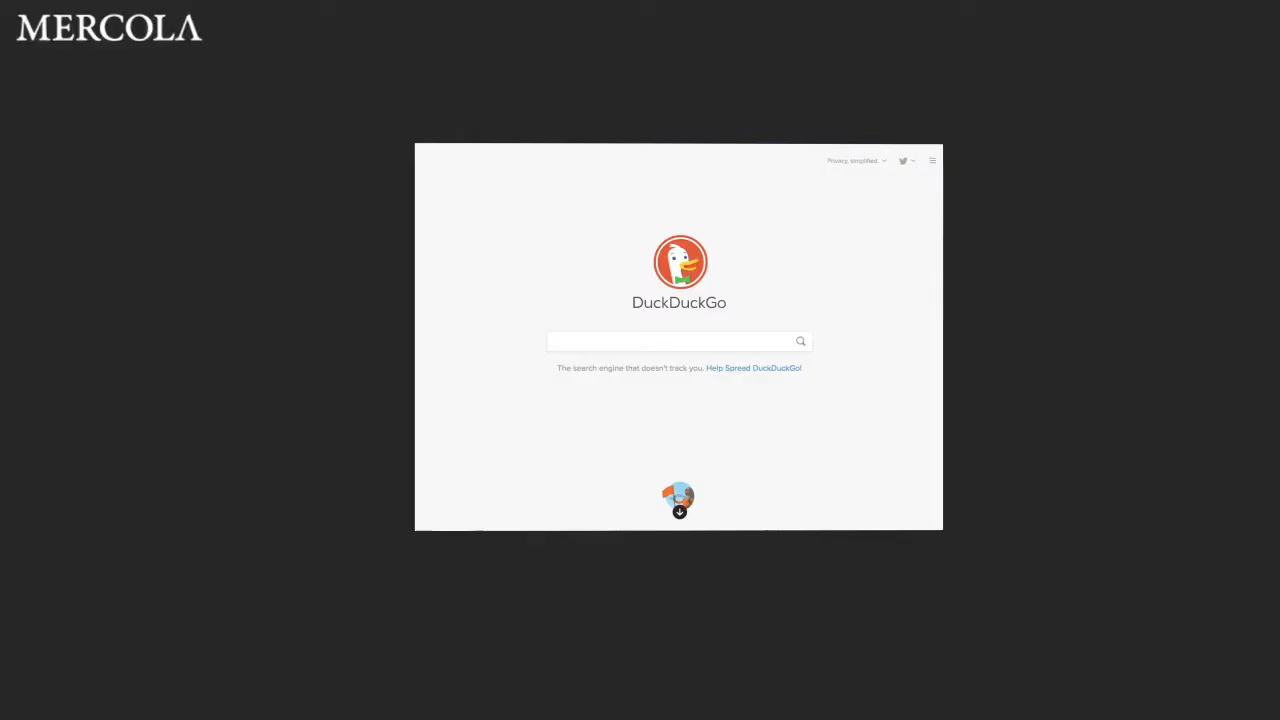 MERCOLA
Privacy, simplified.
DuckDuckGo
The search engine that doesn't track you. Help Spread DuckDuckGo!